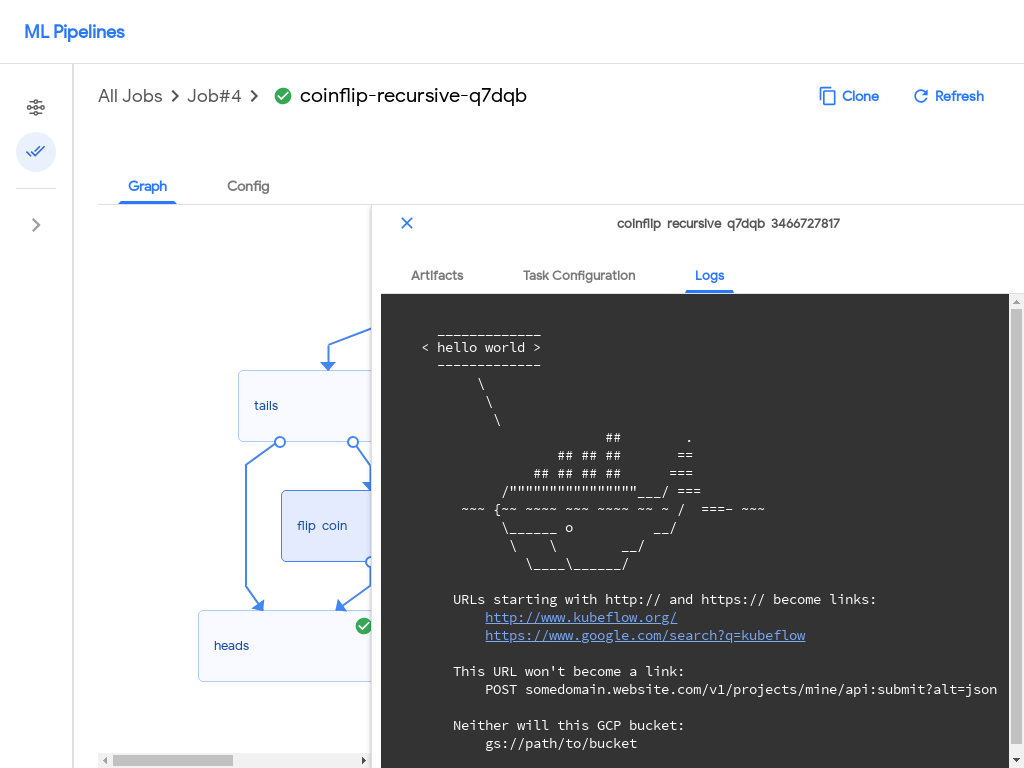 ML Pipelines
All Jobs > Job#4 > coinflip-recursive-q7dqb
Clone
Refresh
Graph
Config
coinflip recursive q7dqb 3466727817
Artifacts
Task Configuration
Logs
tails
flip coin
heads
_____________
< hello world >
-------------
\
\
\
## .
## ## ## ==
## ## ## ## ===
/""""""""""""""""___/ ===
~~~ {~~ ~~~~ ~~~ ~~~~ ~~ ~ / ===- ~~~
\______ o __/
\ \ __/
\____\______/
URLs starting with http:// and https:// become links:
http://www.kubeflow.org/
https://www.google.com/search?q=kubeflow
This URL won't become a link:
POST somedomain.website.com/v1/projects/mine/api:submit?alt=json
Neither will this GCP bucket:
gs://path/to/bucket